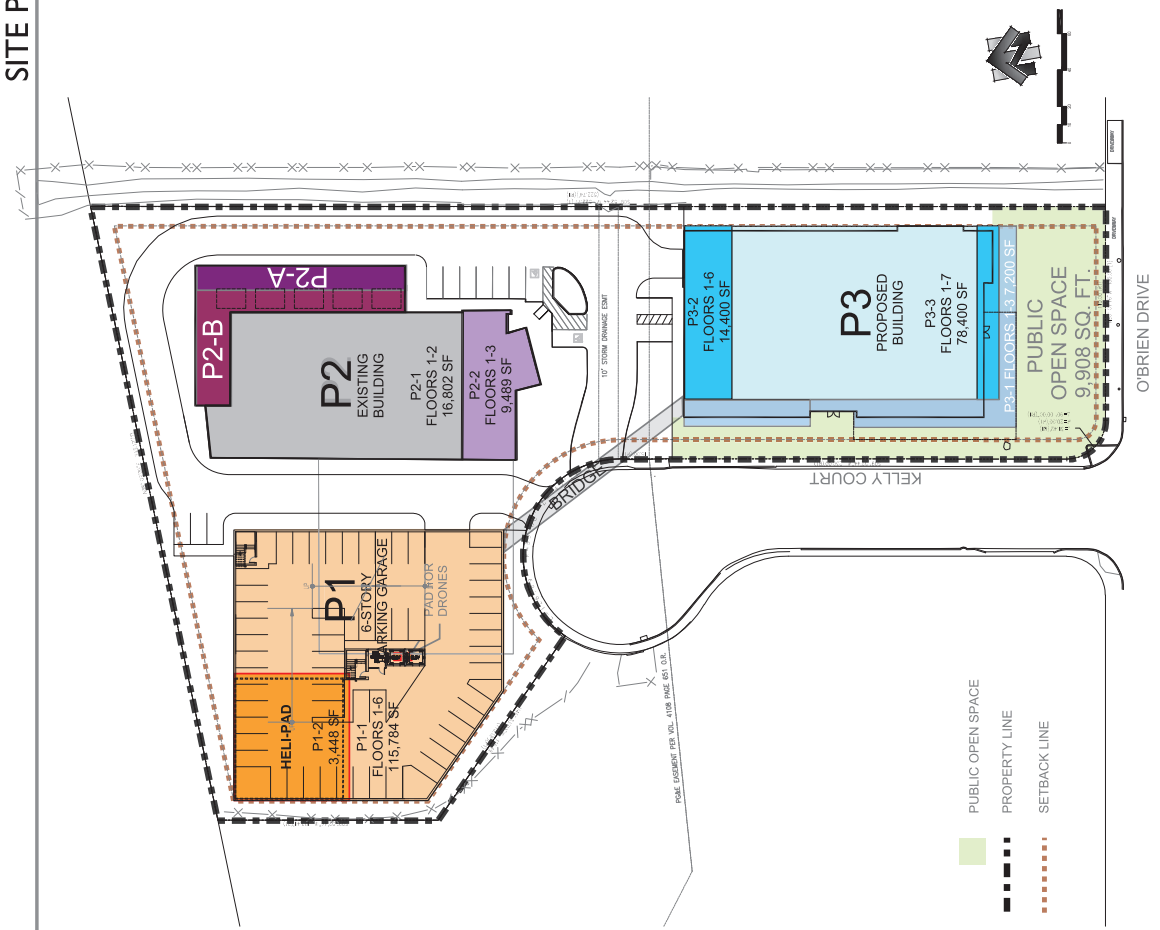 SITE P
P2-A
P2-B
P2
EXISTING
BUILDING
P2-1
FLOORS 1-2
16,802 SF
P2-2
FLOORS 1-3
9,489 SF
10' STORM DRAINAGE ESMT
P3-2
FLOORS 1-6
14,400 SF
P3
PROPOSED
BUILDING
P3-3
FLOORS 1-7
78,400 SF
P3-1 FLOORS 1-3 7,200 SF
PUBLIC
OPEN SPACE
9,908 SQ. FT.
O'BRIEN DRIVE
DRIVEWAY
DRIVEWAY
KELLY COURT
BRIDGE
P1
6-STORY
PARKING GARAGE
PAD FOR
DRONES
HELI-PAD
P1-2
3,448 SF
P1-1
FLOORS 1-6
115,784 SF
PG&E EASEMENT PER VOL. 4108 PAGE 651 O.R.
PUBLIC OPEN SPACE
PROPERTY LINE
SETBACK LINE